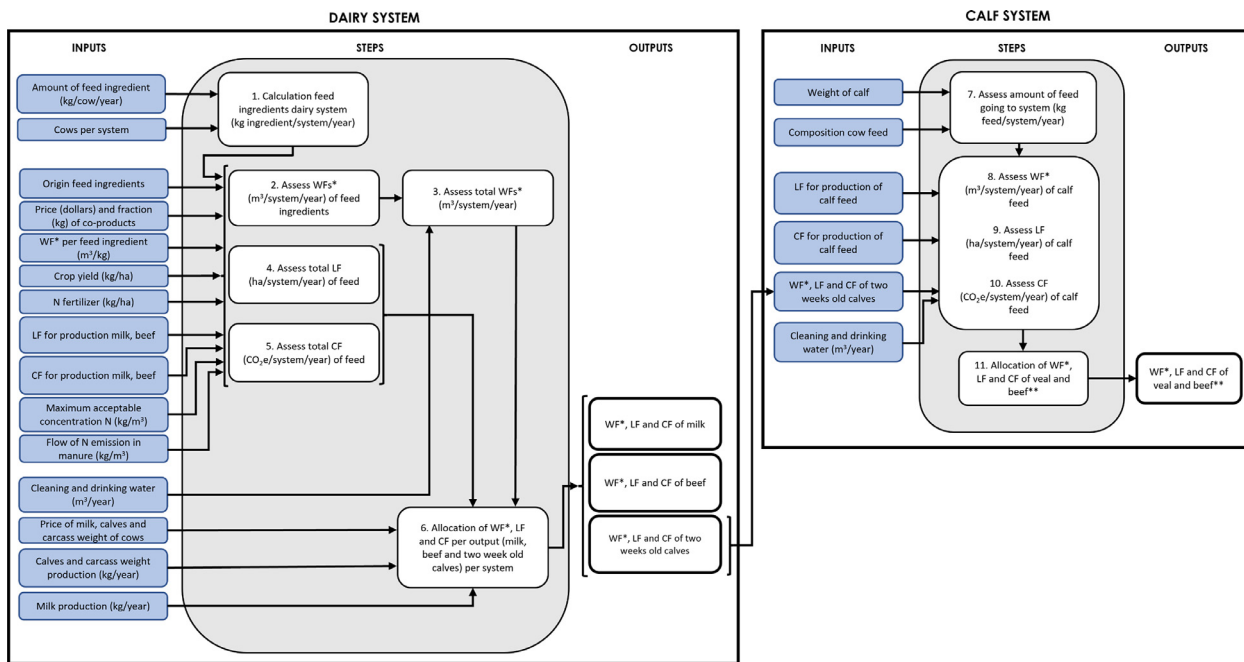 DAIRY SYSTEM
INPUTS
STEPS
OUTPUTS
Amount of feed ingredient
(kg/cow/year)
Cows per system
Origin feed ingredients
Price (dollars) and fraction
(kg) of co-products
WF* per feed ingredient
(m³/kg)
Crop yield (kg/ha)
N fertilizer (kg/ha)
LF for production milk, beef
CF for production milk, beef
Maximum acceptable
concentration N (kg/m³)
Flow of N emission in
manure (kg/m³)
Cleaning and drinking water
(m³/year)
Price of milk, calves and
carcass weight of cows
Calves and carcass weight
production (kg/year)
Milk production (kg/year)
1. Calculation feed
ingredients dairy system
(kg ingredient/system/year)
2. Assess WFs*
(m³/system/year) of feed
ingredients
3. Assess total WFs*
(m³/system/year)
4. Assess total LF
(ha/system/year) of feed
5. Assess total CF
(CO₂e/system/year) of feed
6. Allocation of WF*, LF
and CF per output (milk,
beef and two week old
calves) per system
WF*, LF and CF of milk
WF*, LF and CF of beef
WF*, LF and CF of two
weeks old calves
CALF SYSTEM
INPUTS
STEPS
OUTPUTS
Weight of calf
Composition cow feed
LF for production of
calf feed
CF for production of
calf feed
WF*, LF and CF of two
weeks old calves
Cleaning and drinking
water (m³/year)
7. Assess amount of feed
going to system (kg
feed/system/year)
8. Assess WF*
(m³/system/year) of calf
feed
9. Assess LF
(ha/system/year) of calf
feed
10. Assess CF
(CO₂e/system/year) of calf
feed
11. Allocation of WF*,
LF and CF of veal and
beef**
WF*, LF and CF of
veal and beef**